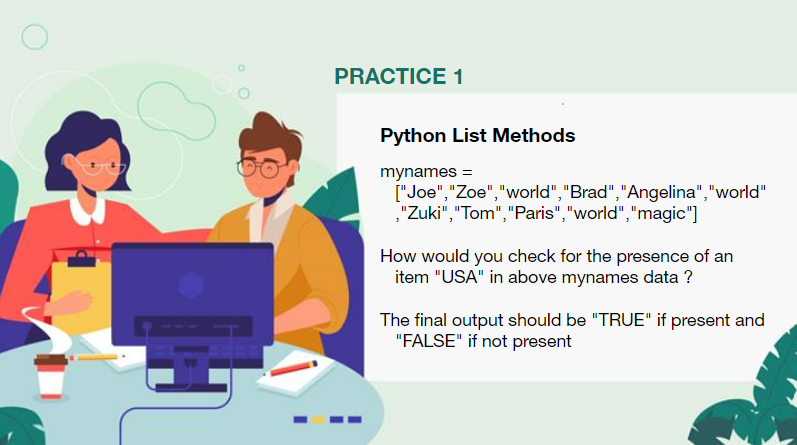 PRACTICE 1
Python List Methods
mynames =
["Joe","Zoe","world","Brad","Angelina","world"
,"Zuki","Tom","Paris","world","magic"]
How would you check for the presence of an
item "USA" in above mynames data ?
The final output should be "TRUE" if present and
"FALSE" if not present